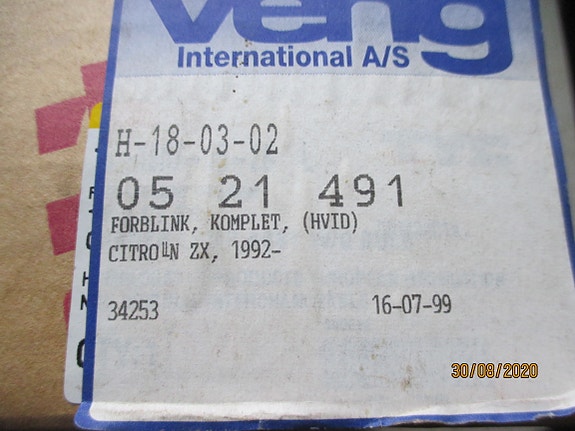 veng
International A/S
H-18-03-02
05 21 491
FORBLINK, KOMPLET, (HVID)
CITRO╙N ZX, 1992-
34253 16-07-99
30/08/2020